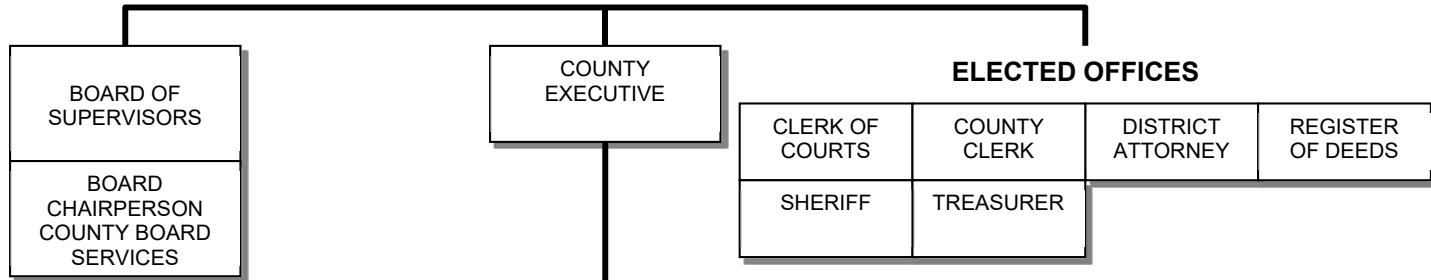 BOARD OF
SUPERVISORS
BOARD
CHAIRPERSON
COUNTY BOARD
SERVICES
COUNTY
EXECUTIVE
ELECTED OFFICES
CLERK OF
COURTS
COUNTY
CLERK
DISTRICT
ATTORNEY
REGISTER
OF DEEDS
SHERIFF
TREASURER